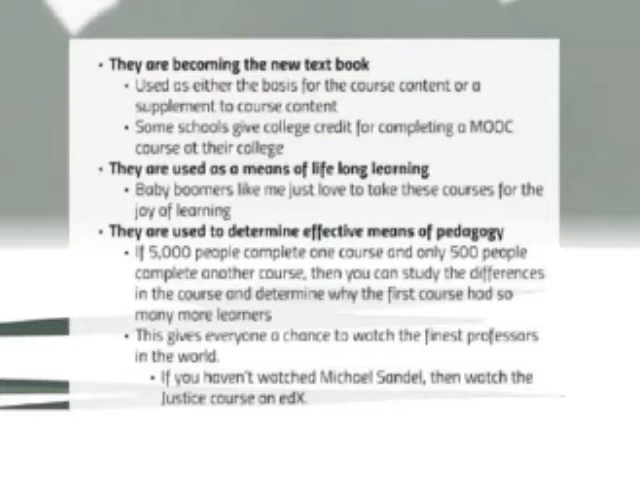 • They are becoming the new text book
• Used as either the basis for the course content or a
supplement to course content
• Some schools give college credit for completing a MOOC
course at their college
• They are used as a means of life long learning
• Baby boomers like me just love to take these courses for the
joy of learning
• They are used to determine effective means of pedagogy
• If 5,000 people complete one course and only 500 people
complete another course, then you can study the differences
in the course and determine why the first course had so
many more learners
• This gives everyone a chance to watch the finest professors
in the world.
• If you haven't watched Michael Sandel, then watch the
Justice course on edX.